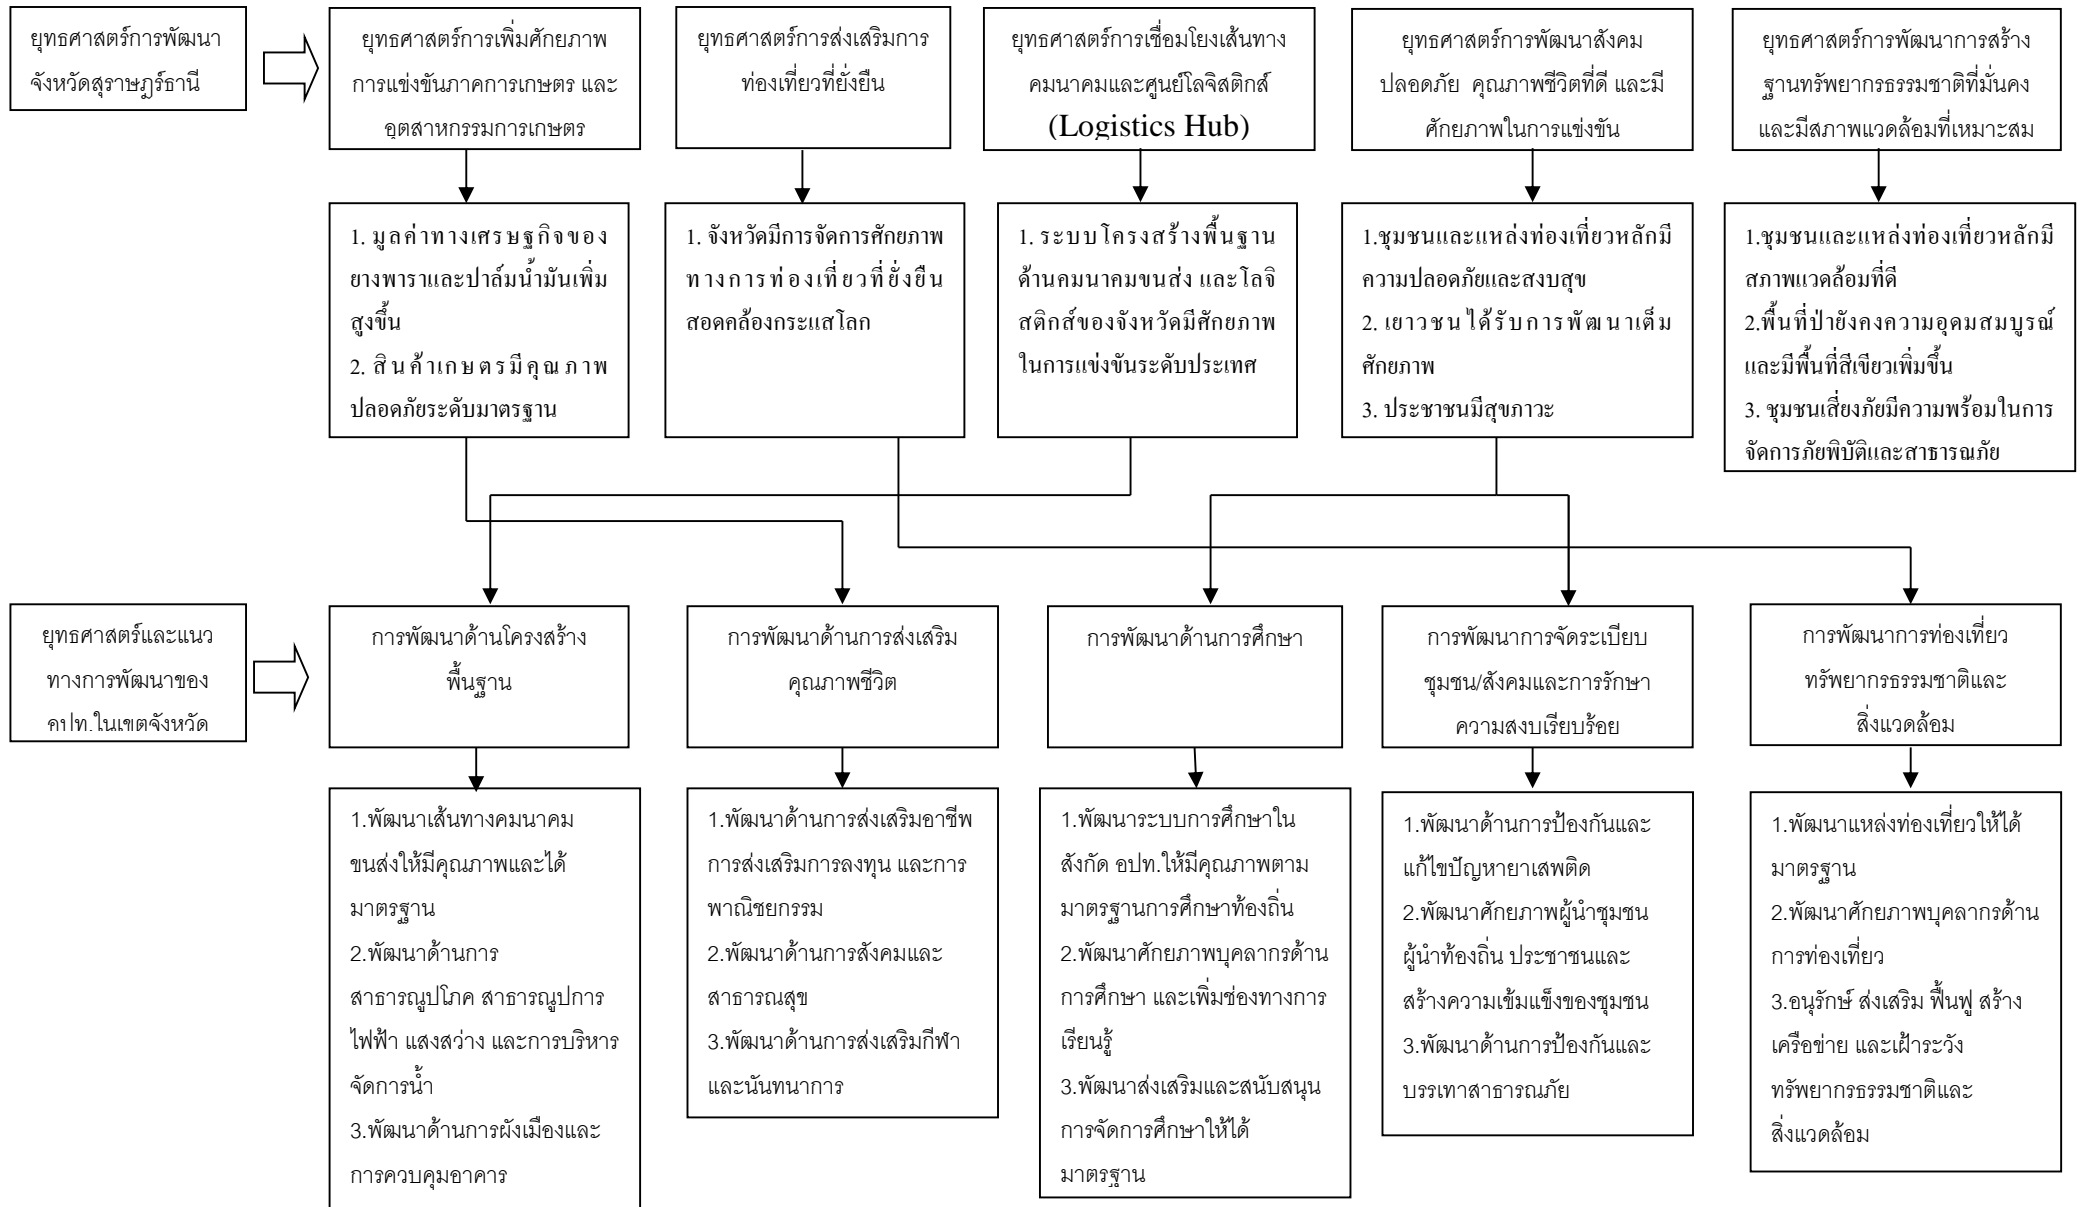 ยุทธศาสตร์การพัฒนา
จังหวัดสุราษฎร์ธานี
ยุทธศาสตร์การเพิ่มศักยภาพ
การแข่งขันภาคการเกษตร และ
อุตสาหกรรมการเกษตร
ยุทธศาสตร์การส่งเสริมการ
ท่องเที่ยวที่ยั่งยืน
ยุทธศาสตร์การเชื่อมโยงเส้นทาง
คมนาคมและศูนย์โลจิสติกส์
(Logistics Hub)
ยุทธศาสตร์การพัฒนาสังคม
ปลอดภัย คุณภาพชีวิตที่ดี และมี
ศักยภาพในการแข่งขัน
ยุทธศาสตร์การพัฒนาการสร้าง
ฐานทรัพยากรธรรมชาติที่มั่นคง
และมีสภาพแวดล้อมที่เหมาะสม
1. มูลค่าทางเศรษฐกิจของ
ยางพาราและปาล์มน้ำมันเพิ่ม
สูงขึ้น
2. สินค้าเกษตรมีคุณภาพ
ปลอดภัยระดับมาตรฐาน
1. จังหวัดมีการจัดการศักยภาพ
ทางการท่องเที่ยวที่ยั่งยืน
สอดคล้องกระแสโลก
1. ระบบโครงสร้างพื้นฐาน
ด้านคมนาคมขนส่ง และโลจิ
สติกส์ของจังหวัดมีศักยภาพ
ในการแข่งขันระดับประเทศ
1.ชุมชนและแหล่งท่องเที่ยวหลักมี
ความปลอดภัยและสงบสุข
2. เยาวชนได้รับการพัฒนาเต็ม
ศักยภาพ
3. ประชาชนมีสุขภาวะ
1.ชุมชนและแหล่งท่องเที่ยวหลักมี
สภาพแวดล้อมที่ดี
2.พื้นที่ป่ายังคงความอุดมสมบูรณ์
และมีพื้นที่สีเขียวเพิ่มขึ้น
3. ชุมชนเสี่ยงภัยมีความพร้อมในการ
จัดการภัยพิบัติและสาธารณภัย
ยุทธศาสตร์และแนว
ทางการพัฒนาของ
อปท.ในเขตจังหวัด
การพัฒนาด้านโครงสร้าง
พื้นฐาน
การพัฒนาด้านการส่งเสริม
คุณภาพชีวิต
การพัฒนาด้านการศึกษา
การพัฒนาการจัดระเบียบ
ชุมชน/สังคมและการรักษา
ความสงบเรียบร้อย
การพัฒนาการท่องเที่ยว
ทรัพยากรธรรมชาติและ
สิ่งแวดล้อม
1.พัฒนาเส้นทางคมนาคม
ขนส่งให้มีคุณภาพและได้
มาตรฐาน
2.พัฒนาด้านการ
สาธารณูปโภค สาธารณูปการ
ไฟฟ้า แสงสว่าง และการบริหาร
จัดการน้ำ
3.พัฒนาด้านการผังเมืองและ
การควบคุมอาคาร
1.พัฒนาด้านการส่งเสริมอาชีพ
การส่งเสริมการลงทุน และการ
พาณิชยกรรม
2.พัฒนาด้านการสังคมและ
สาธารณสุข
3.พัฒนาด้านการส่งเสริมกีฬา
และนันทนาการ
1.พัฒนาระบบการศึกษาใน
สังกัด อปท.ให้มีคุณภาพตาม
มาตรฐานการศึกษาท้องถิ่น
2.พัฒนาศักยภาพบุคลากรด้าน
การศึกษา และเพิ่มช่องทางการ
เรียนรู้
3.พัฒนาส่งเสริมและสนับสนุน
การจัดการศึกษาให้ได้
มาตรฐาน
1.พัฒนาด้านการป้องกันและ
แก้ไขปัญหายาเสพติด
2.พัฒนาศักยภาพผู้นำชุมชน
ผู้นำท้องถิ่น ประชาชนและ
สร้างความเข้มแข็งของชุมชน
3.พัฒนาด้านการป้องกันและ
บรรเทาสาธารณภัย
1.พัฒนาแหล่งท่องเที่ยวให้ได้
มาตรฐาน
2.พัฒนาศักยภาพบุคลากรด้าน
การท่องเที่ยว
3.อนุรักษ์ ส่งเสริม ฟื้นฟู สร้าง
เครือข่าย และเฝ้าระวัง
ทรัพยากรธรรมชาติและ
สิ่งแวดล้อม